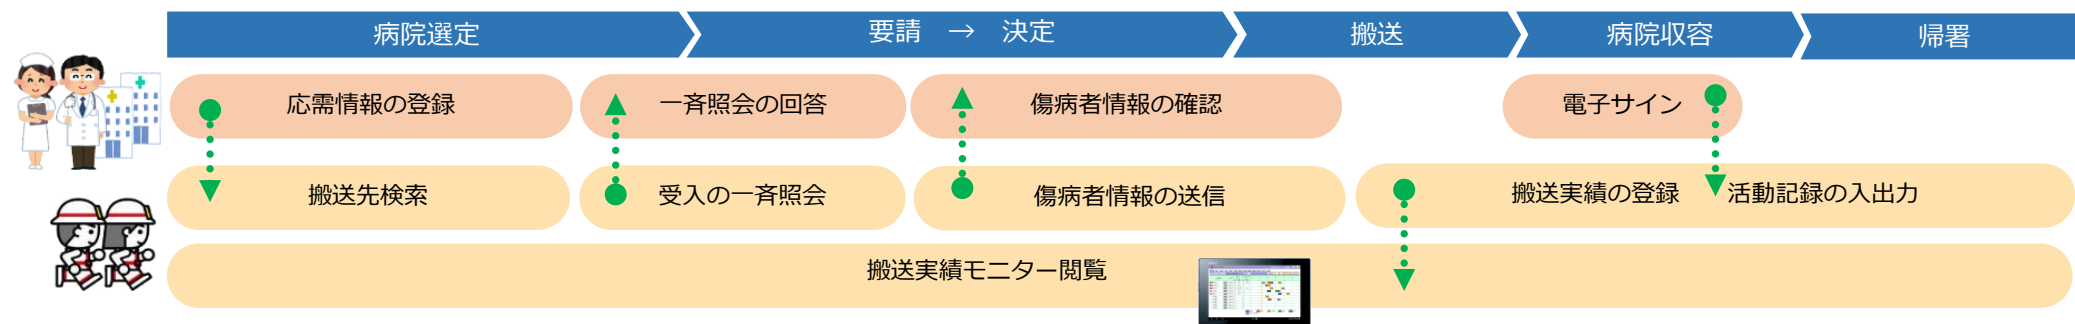 病院選定
要請 → 決定
搬送
病院収容
帰署
応需情報の登録
一斉照会の回答
傷病者情報の確認
電子サイン
搬送先検索
受入の一斉照会
傷病者情報の送信
搬送実績の登録
活動記録の入出力
搬送実績モニター閲覧